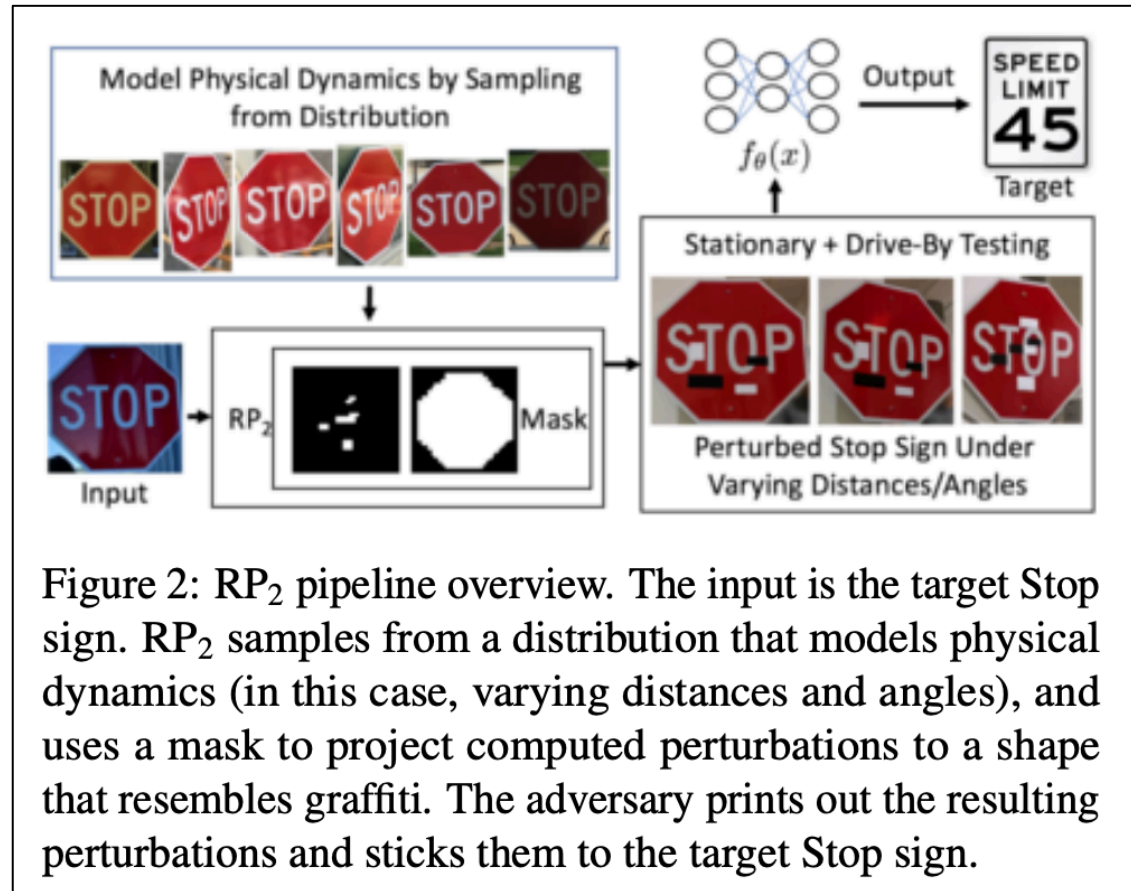 Model Physical Dynamics by Sampling
from Distribution
STOP STOP STOP STOP STOP STOP
Output
SPEED
LIMIT
45
Target
fθ(x)
Stationary + Drive-By Testing
STOP STOP STOP
Perturbed Stop Sign Under
Varying Distances/Angles
STOP
Input
RP₂
Mask
Figure 2: RP₂ pipeline overview. The input is the target Stop
sign. RP₂ samples from a distribution that models physical
dynamics (in this case, varying distances and angles), and
uses a mask to project computed perturbations to a shape
that resembles graffiti. The adversary prints out the resulting
perturbations and sticks them to the target Stop sign.